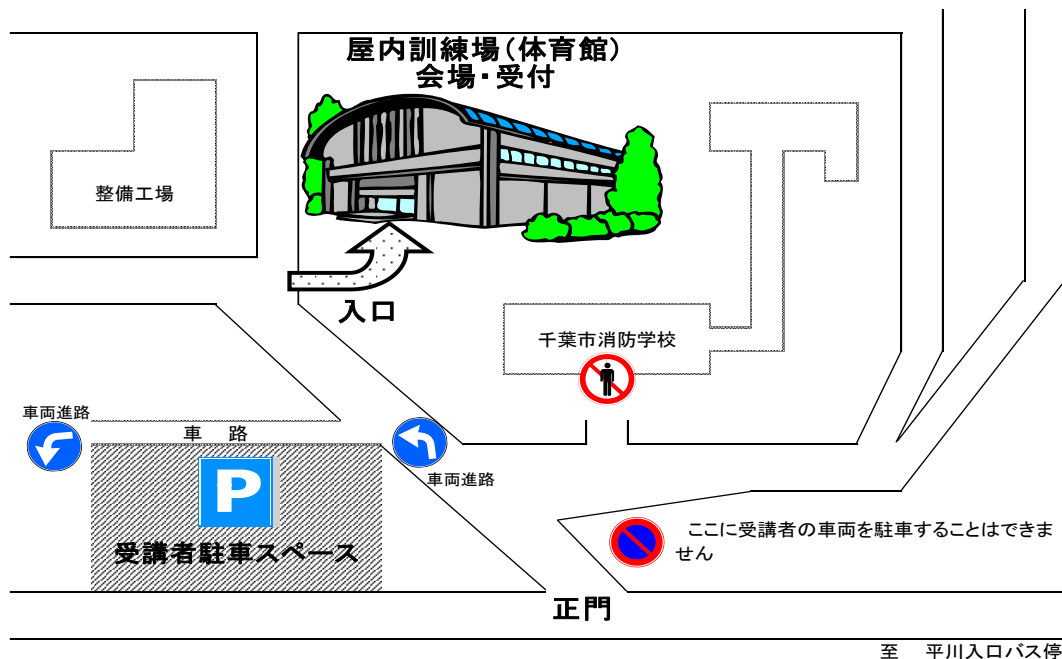 屋内訓練場(体育館)
会場・受付
整備工場
入口
千葉市消防学校
車両進路
車　路
車両進路
P
受講者駐車スペース
ここに受講者の車両を駐車することはできま
せん
正門
至　平川入口バス停